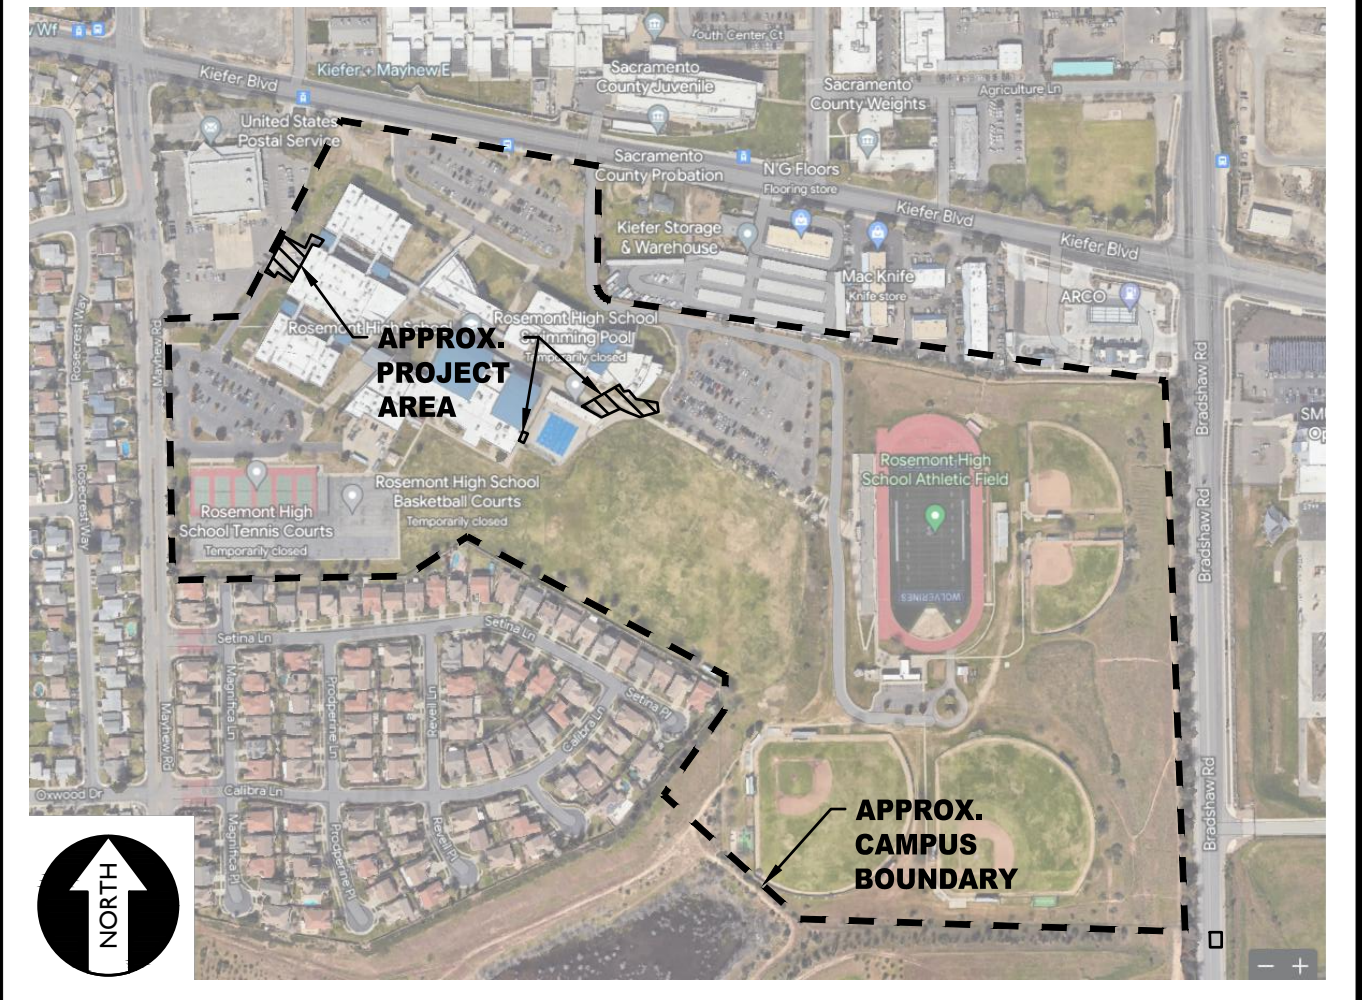 Kiefer Blvd
Kiefer + Mayhew E
Youth Center Ct
Sacramento
County Juvenile
Sacramento
County Weights
Agriculture Ln
United States
Postal Service
Sacramento
County Probation
N'G Floors
Flooring store
Kiefer Blvd
Kiefer Storage
& Warehouse
Kiefer Blvd
Mac Knife
Knife store
ARCO
Rosecrest Way
Mayhew Rd
Rosemont High School
Rosemont High School
Swimming Pool
Temporarily closed
APPROX.
PROJECT
AREA
Bradshaw Rd
Rosemont High
School Athletic Field
Rosemont High School
Basketball Courts
Temporarily closed
Rosemont High
School Tennis Courts
Temporarily closed
Rosecrest Way
Bradshaw Rd
WOLVERINES
Setina Ln
Setina Ln
Magnifica Ln
Prodperine Ln
Revell Ln
Setina Pl
Calibra Ln
Mayhew Rd
Oxwood Dr
Calibra Ln
Bradshaw Rd
Magnifica Pl
Prodperine Pl
Revell Pl
APPROX.
CAMPUS
BOUNDARY
NORTH